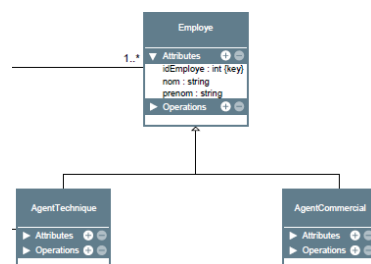 Employe
1..*
Attributes
idEmploye : int {key}
nom : string
prenom : string
Operations
AgentTechnique
Attributes
Operations
AgentCommercial
Attributes
Operations